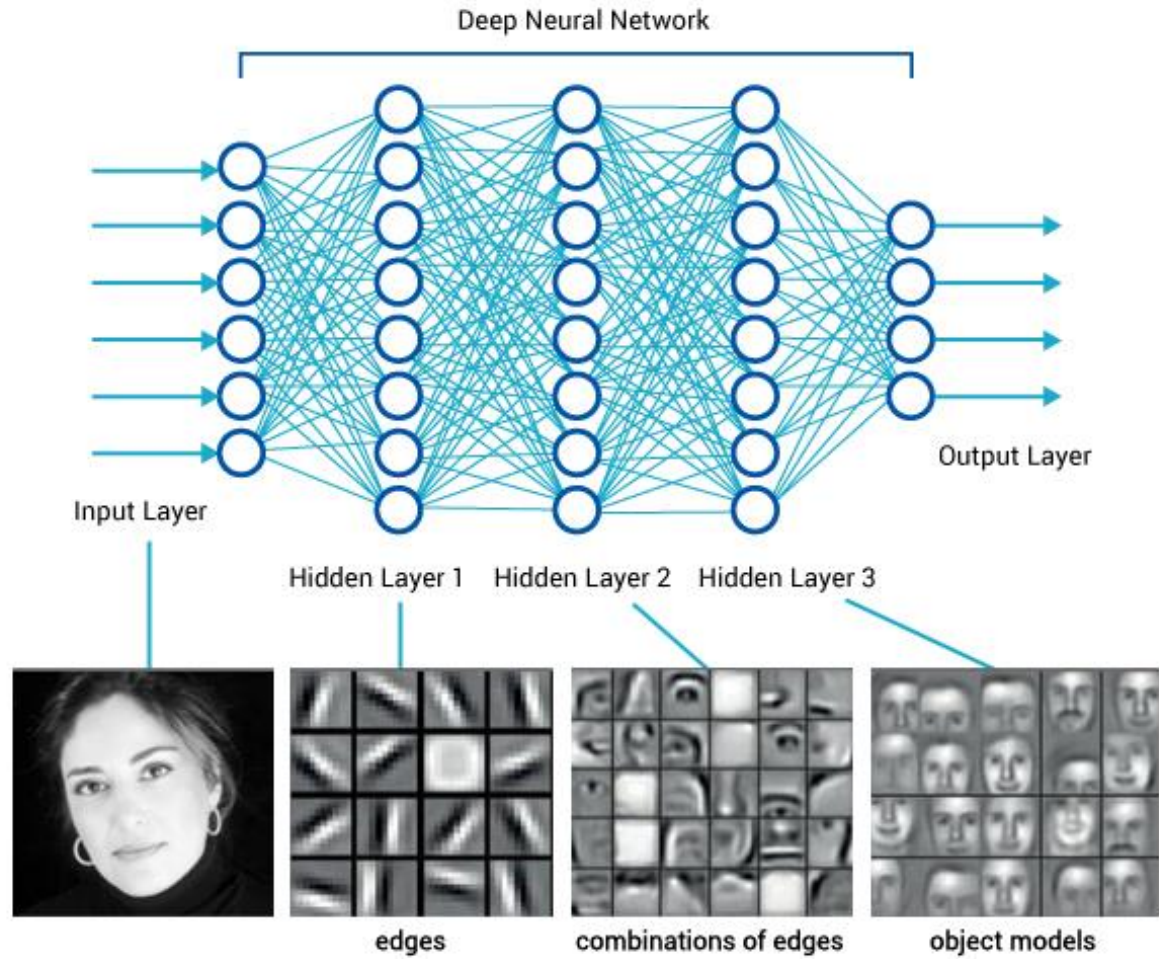 Deep Neural Network
Output Layer
Input Layer
Hidden Layer 1
Hidden Layer 2
Hidden Layer 3
edges
combinations of edges
object models